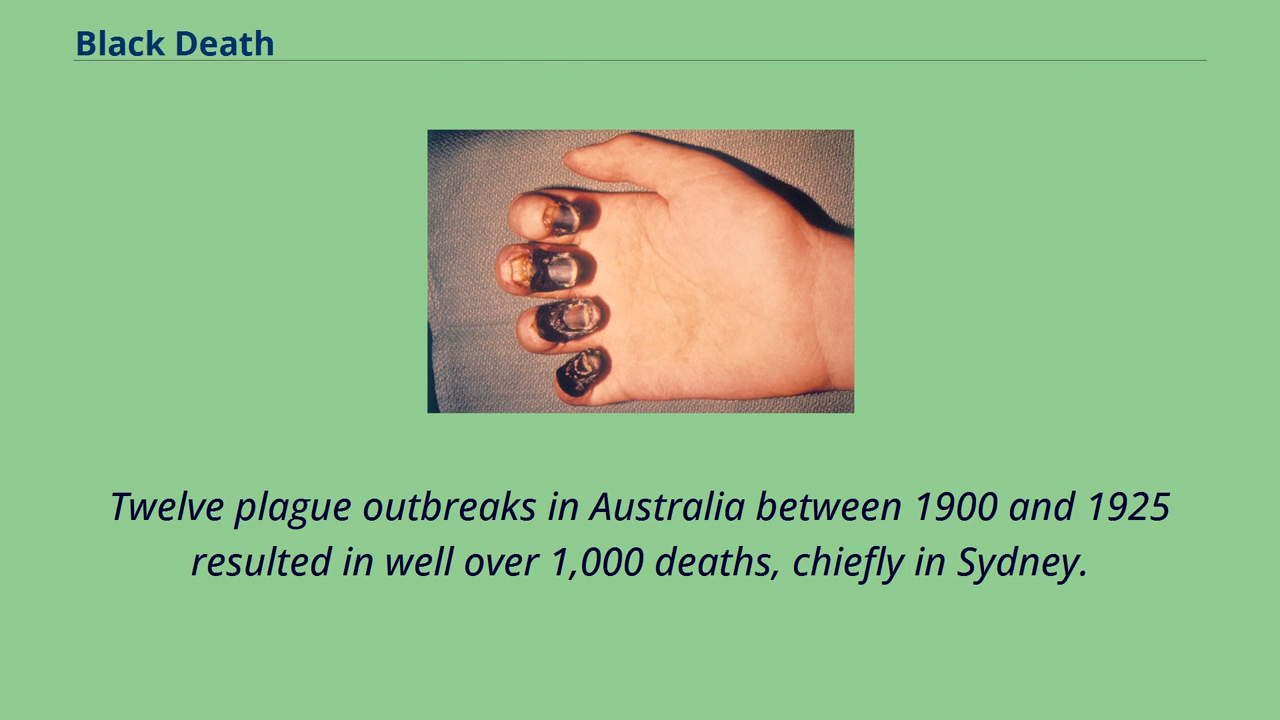 Black Death
Twelve plague outbreaks in Australia between 1900 and 1925
resulted in well over 1,000 deaths, chiefly in Sydney.